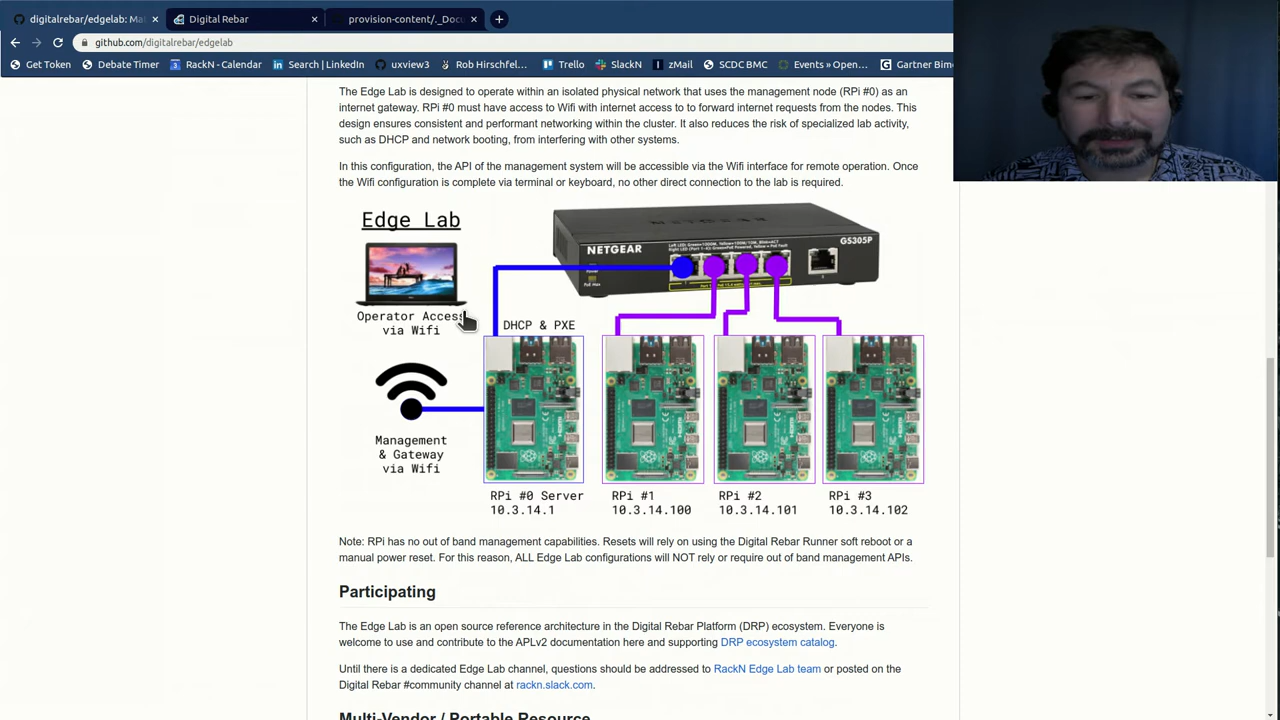 digitalrebar/edgelab: Ma
Digital Rebar
provision-content/._Docu
github.com/digitalrebar/edgelab
Get Token
Debate Timer
RackN - Calendar
Search | LinkedIn
uxview3
Rob Hirschfel...
Trello
SlackN
zMail
SCDC BMC
Events » Open...
Gartner Bimo
The Edge Lab is designed to operate within an isolated physical network that uses the management node (RPi #0) as an
internet gateway. RPi #0 must have access to Wifi with internet access to to forward internet requests from the nodes. This
design ensures consistent and performant networking within the cluster. It also reduces the risk of specialized lab activity,
such as DHCP and network booting, from interfering with other systems.
In this configuration, the API of the management system will be accessible via the Wifi interface for remote operation. Once
the Wifi configuration is complete via terminal or keyboard, no other direct connection to the lab is required.
Edge Lab
NETGEAR
GS305P
Operator Access
via Wifi
DHCP & PXE
Management
& Gateway
via Wifi
RPi #0 Server
10.3.14.1
RPi #1
10.3.14.100
RPi #2
10.3.14.101
RPi #3
10.3.14.102
Note: RPi has no out of band management capabilities. Resets will rely on using the Digital Rebar Runner soft reboot or a
manual power reset. For this reason, ALL Edge Lab configurations will NOT rely or require out of band management APIs.
Participating
The Edge Lab is an open source reference architecture in the Digital Rebar Platform (DRP) ecosystem. Everyone is
welcome to use and contribute to the APLv2 documentation here and supporting DRP ecosystem catalog.
Until there is a dedicated Edge Lab channel, questions should be addressed to RackN Edge Lab team or posted on the
Digital Rebar #community channel at rackn.slack.com.
Multi-Vendor / Portable Resource